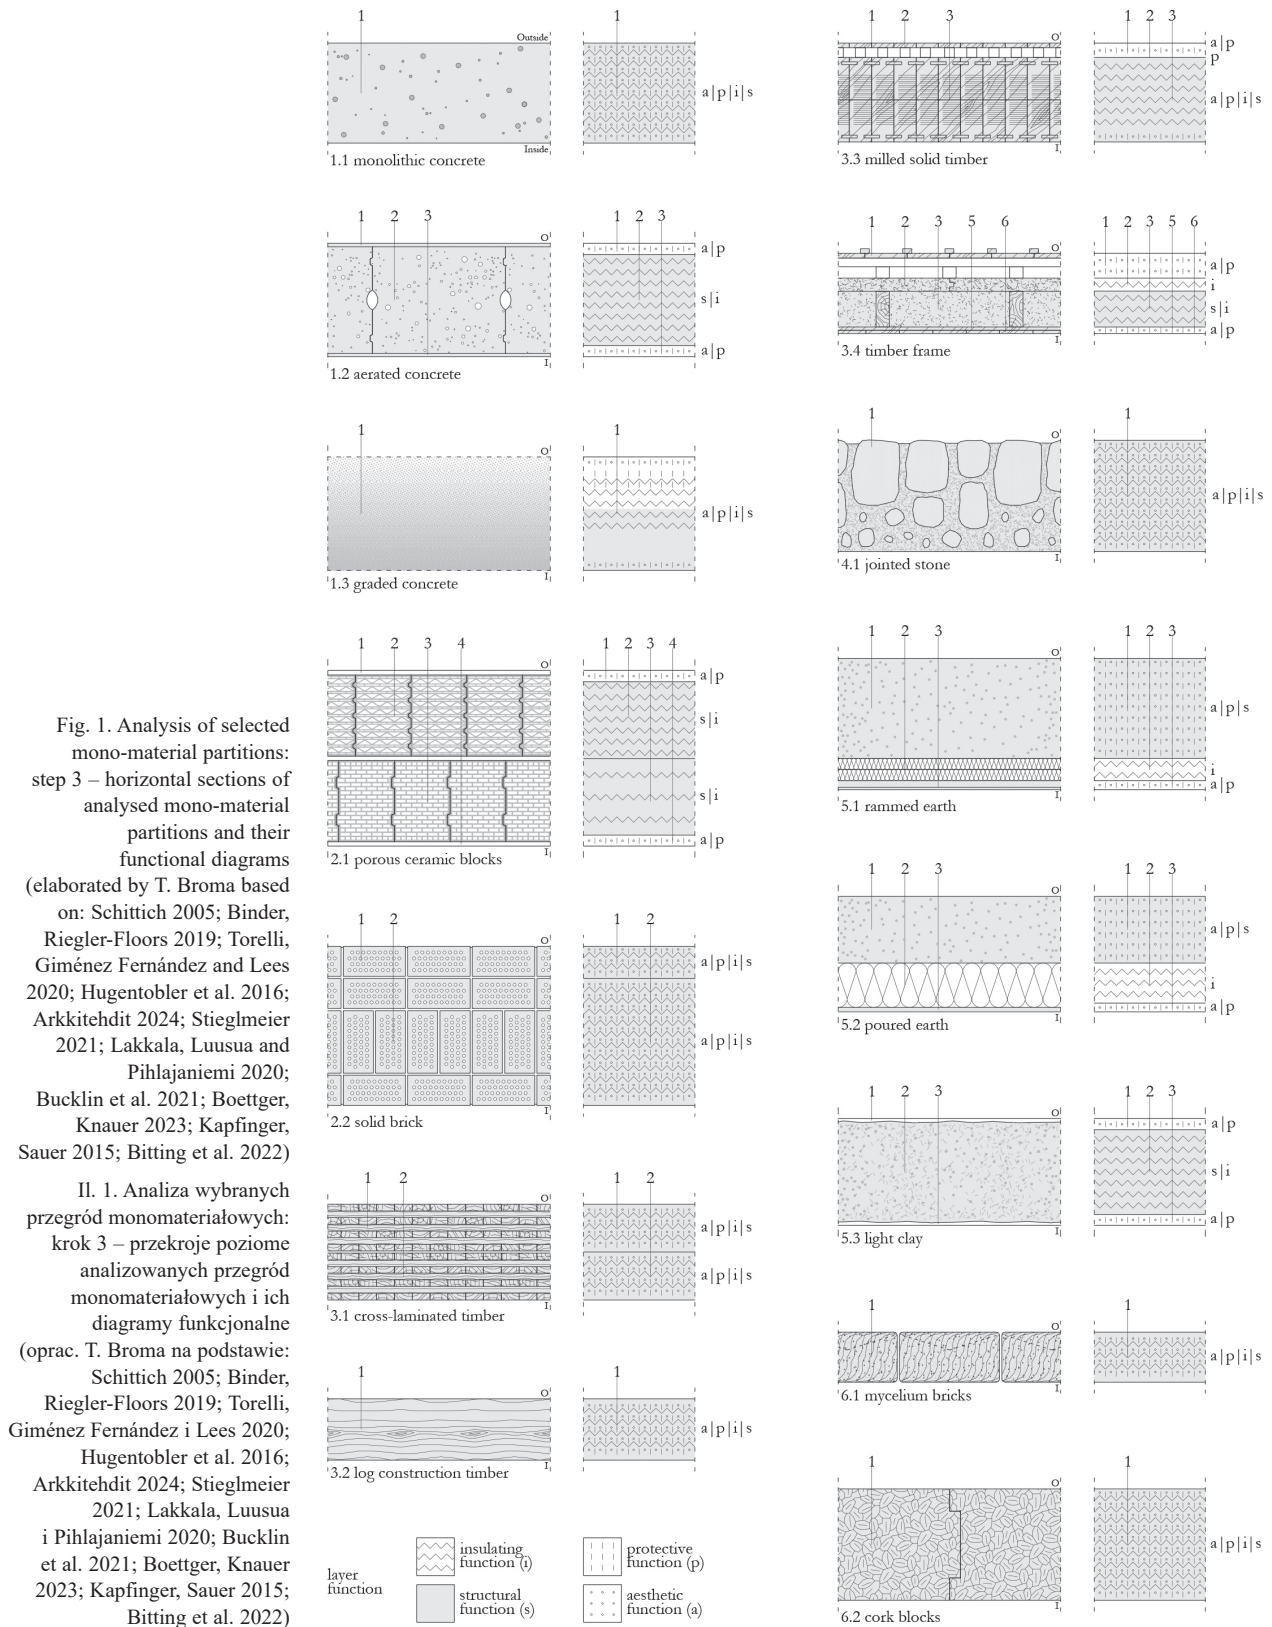 Fig. 1. Analysis of selected
mono-material partitions:
step 3 – horizontal sections of
analysed mono-material
partitions and their
functional diagrams
(elaborated by T. Broma based
on: Schittich 2005; Binder,
Riegler-Floors 2019; Torelli,
Giménez Fernández and Lees
2020; Hugentobler et al. 2016;
Arkkitehdit 2024; Stieglmeier
2021; Lakkala, Luusua and
Pihlajaniemi 2020;
Bucklin et al. 2021; Boettger,
Knauer 2023; Kapfinger,
Sauer 2015; Bitting et al. 2022)
Il. 1. Analiza wybranych
przegród monomateriałowych:
krok 3 – przekroje poziome
analizowanych przegród
monomateriałowych i ich
diagramy funkcjonalne
(oprac. T. Broma na podstawie:
Schittich 2005; Binder,
Riegler-Floors 2019; Torelli,
Giménez Fernández i Lees 2020;
Hugentobler et al. 2016;
Arkkitehdit 2024; Stieglmeier
2021; Lakkala, Luusua
i Pihlajaniemi 2020; Bucklin
et al. 2021; Boettger, Knauer
2023; Kapfinger, Sauer 2015;
Bitting et al. 2022)
1 1
Outside
a|p|i|s
Inside
1.1 monolithic concrete
1 2 3 1 2 3
O
a|p
s|i
a|p
I
1.2 aerated concrete
1 1
O
a|p|i|s
I
1.3 graded concrete
1 2 3 4 1 2 3 4
O
a|p
s|i
s|i
a|p
I
2.1 porous ceramic blocks
1 2 1 2
O
a|p|i|s
a|p|i|s
I
2.2 solid brick
1 2 1 2
O
a|p|i|s
a|p|i|s
I
3.1 cross-laminated timber
1 1
O
a|p|i|s
I
3.2 log construction timber
layer
function
insulating
function (i)
structural
function (s)
protective
function (p)
aesthetic
function (a)
1 2 3 1 2 3
O
a|p
p
a|p|i|s
I
3.3 milled solid timber
1 2 3 5 6 1 2 3 5 6
O
a|p
i
s|i
a|p
I
3.4 timber frame
1 1
O
a|p|i|s
I
4.1 jointed stone
1 2 3 1 2 3
O
a|p|s
i
a|p
I
5.1 rammed earth
1 2 3 1 2 3
O
a|p|s
i
a|p
I
5.2 poured earth
1 2 3 1 2 3
O
a|p
s|i
a|p
I
5.3 light clay
1 1
O
a|p|i|s
I
6.1 mycelium bricks
1 1
O
a|p|i|s
I
6.2 cork blocks